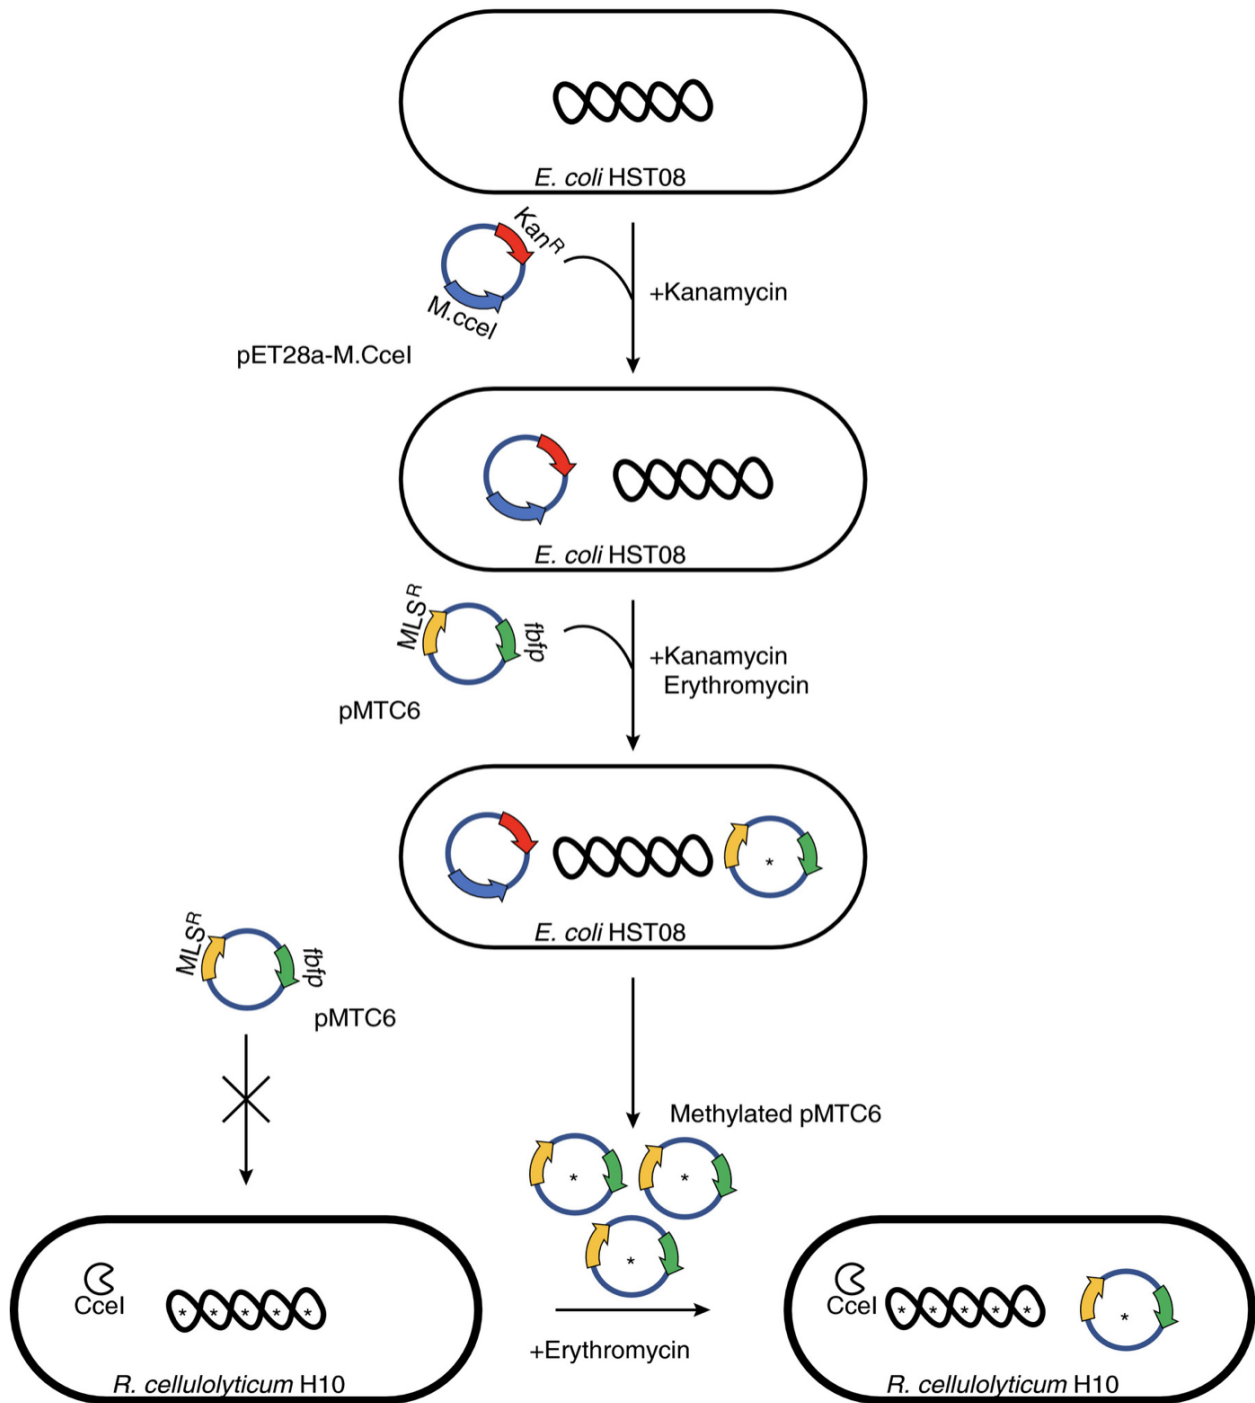 E. coli HST08
Kanᴿ
M.cceI
+Kanamycin
pET28a-M.CceI
E. coli HST08
MLSᴿ
fbfp
+Kanamycin
Erythromycin
pMTC6
*
E. coli HST08
MLSᴿ
fbfp
pMTC6
Methylated pMTC6
* *
*
CceI
* * * * *
R. cellulolyticum H10
+Erythromycin
CceI
* * * * *
*
R. cellulolyticum H10